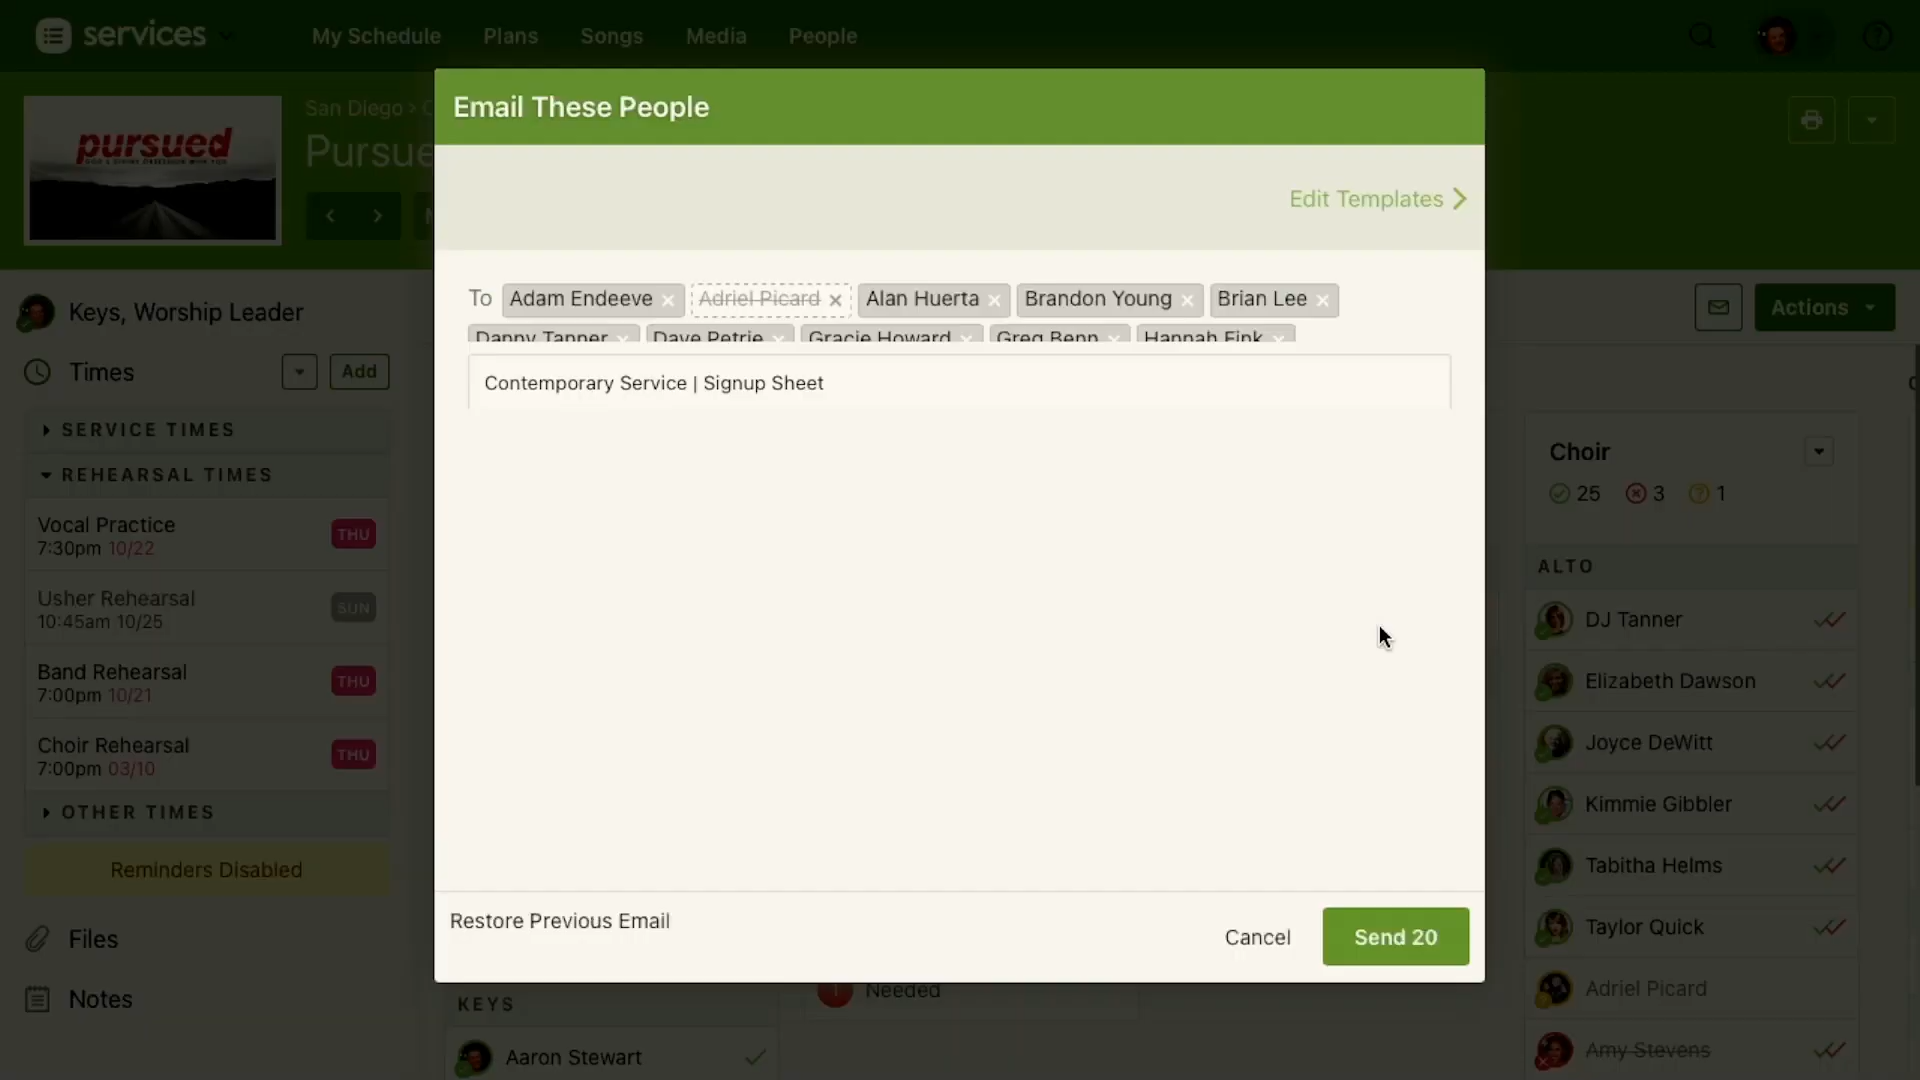 services
My Schedule
Plans
Songs
Media
People
pursued
San Diego ›
Pursue
Email These People
Edit Templates
To Adam Endeeve Adriel Picard Alan Huerta Brandon Young Brian Lee
Danny Tanner Dave Petrie Gracie Howard Greg Benn Hannah Fink
Contemporary Service | Signup Sheet
Restore Previous Email
Cancel
Send 20
Keys, Worship Leader
Times
Add
SERVICE TIMES
REHEARSAL TIMES
Vocal Practice
7:30pm 10/22
THU
Usher Rehearsal
10:45am 10/25
SUN
Band Rehearsal
7:00pm 10/21
THU
Choir Rehearsal
7:00pm 03/10
THU
OTHER TIMES
Reminders Disabled
Files
Notes
KEYS
Aaron Stewart
Needed
Actions
Choir
25 3 1
ALTO
DJ Tanner
Elizabeth Dawson
Joyce DeWitt
Kimmie Gibbler
Tabitha Helms
Taylor Quick
Adriel Picard
Amy Stevens